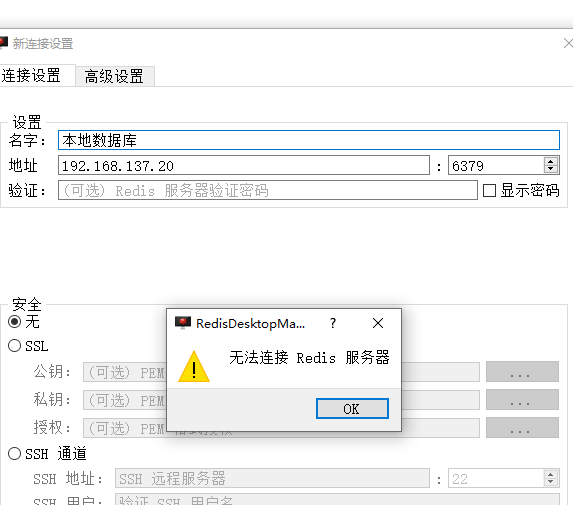 新连接设置
连接设置 高级设置
设置
名字： 本地数据库
地址 192.168.137.20 : 6379
验证： (可选) Redis 服务器验证密码 显示密码
安全
无
RedisDesktopMa... ?
无法连接 Redis 服务器
OK
SSL
公钥： (可选) PEM ...
私钥： (可选) PEM ...
授权： (可选) PEM ...
SSH 通道
SSH 地址： SSH 远程服务器 : 22
SSH 用户： 验证 SSH 用户名